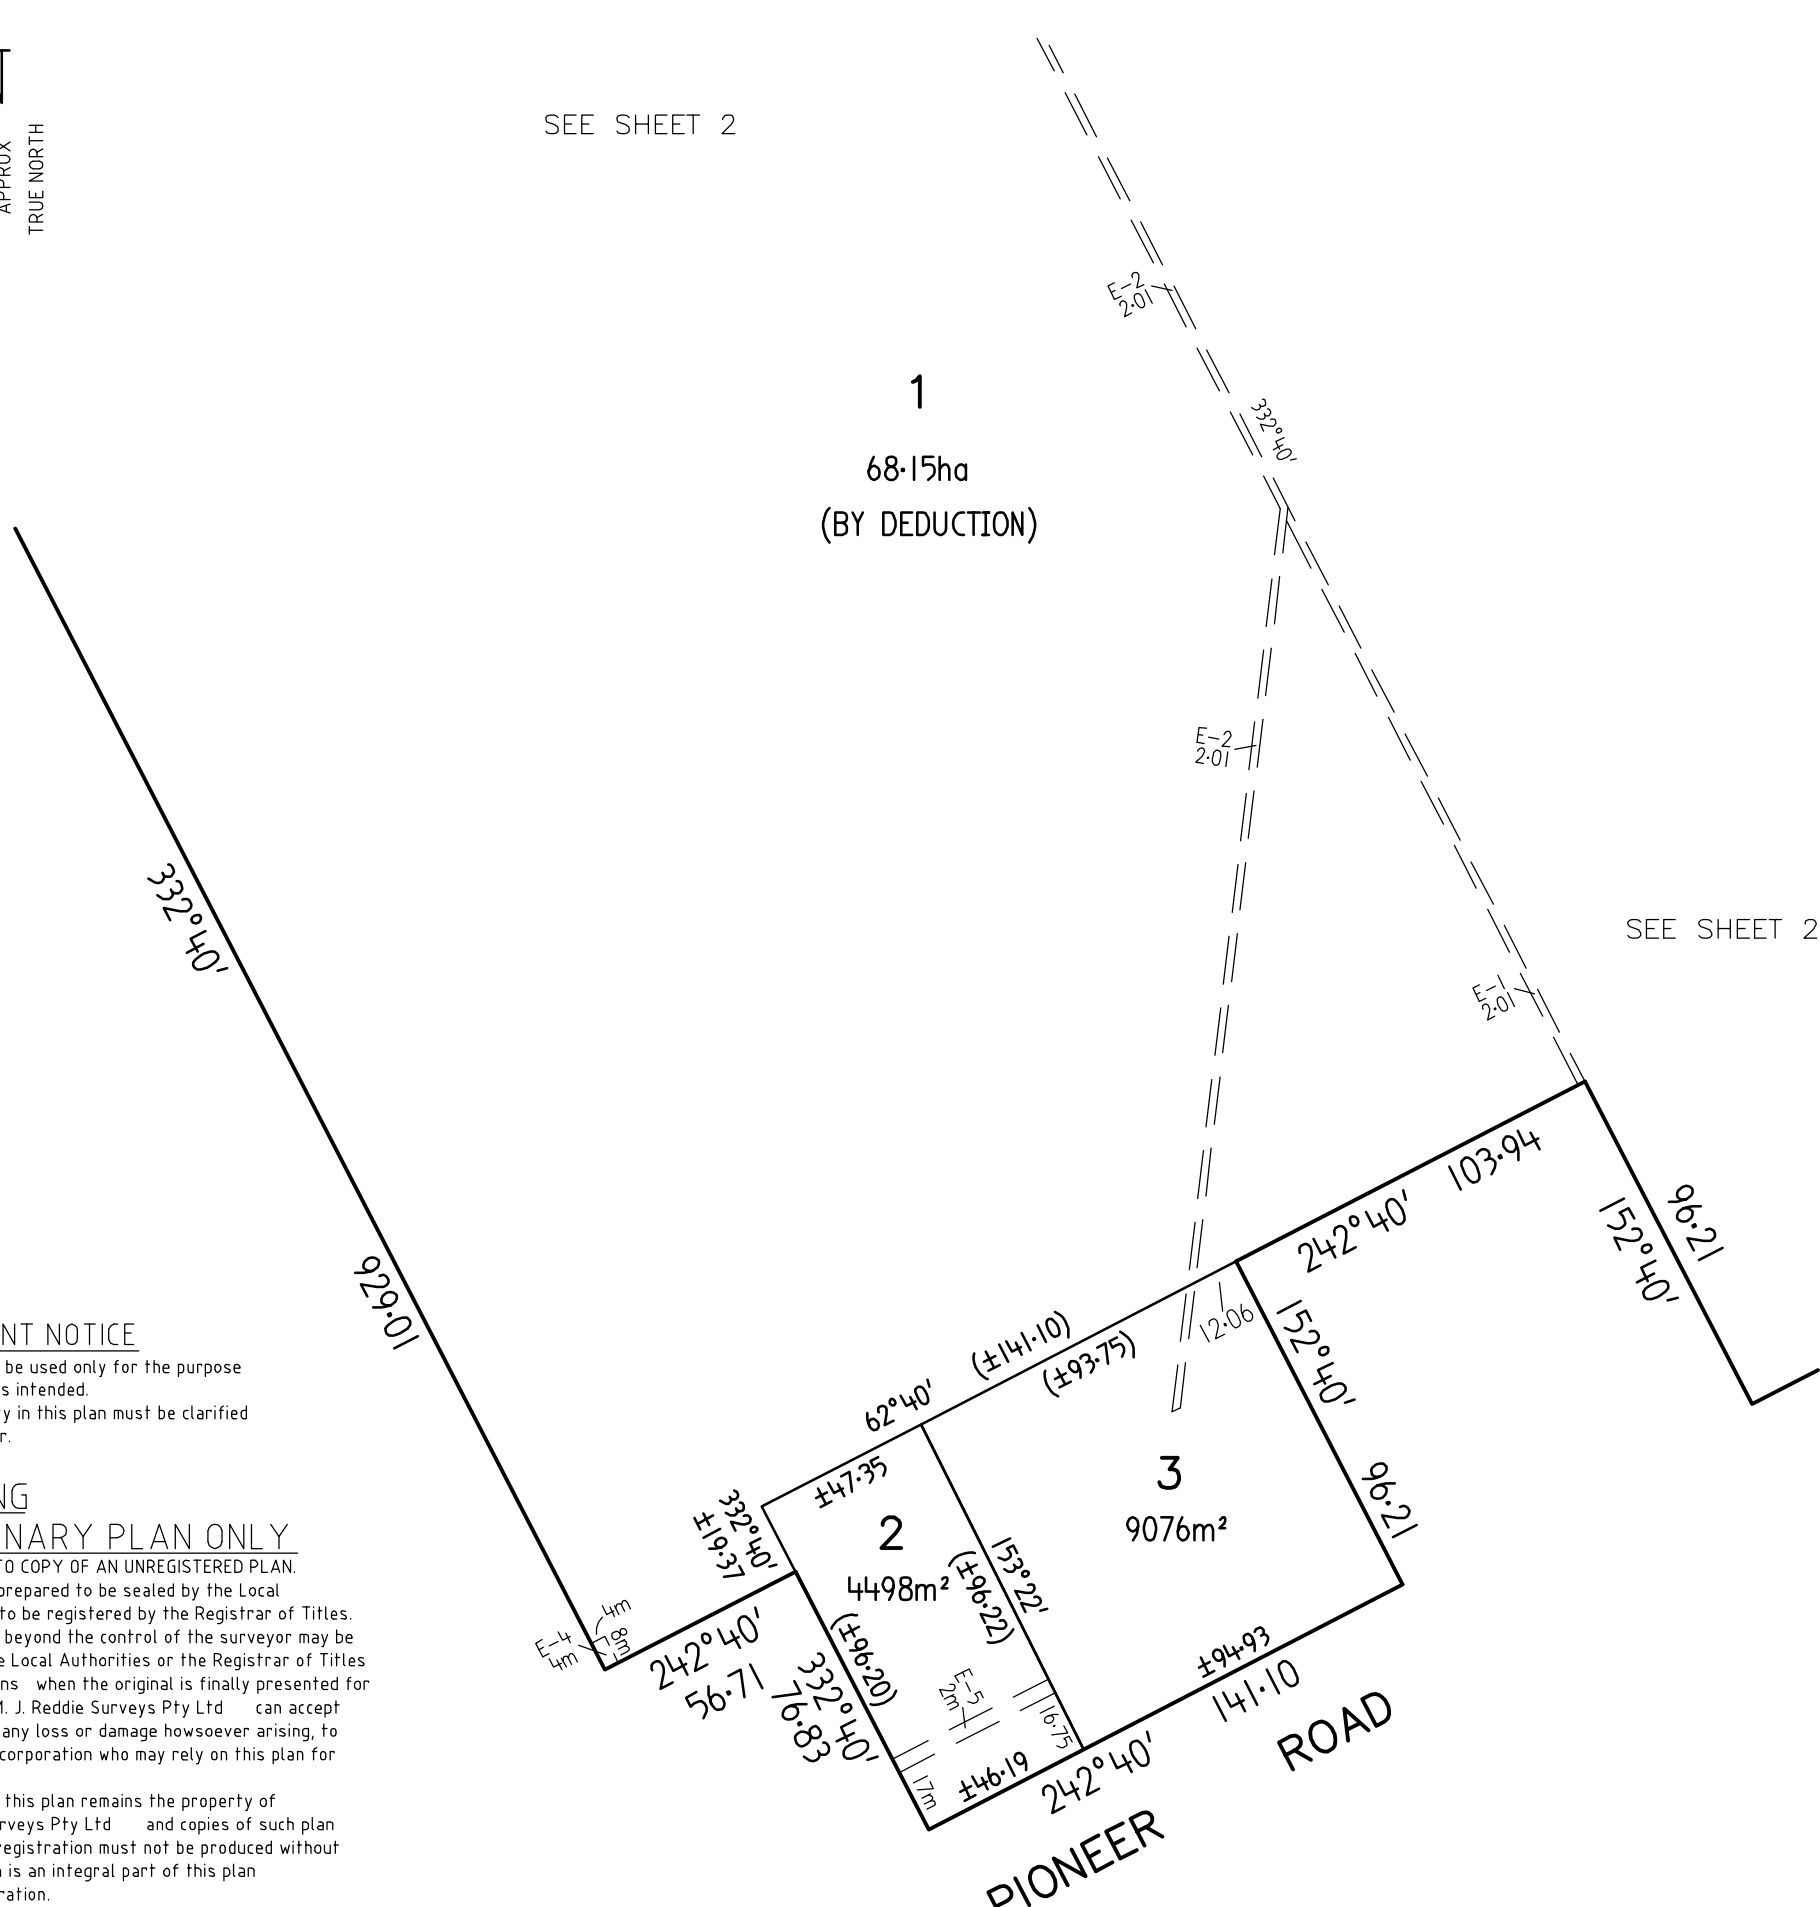 APPROX
TRUE NORTH
SEE SHEET 2
E-2
2·01
1
68·15ha
(BY DEDUCTION)
332°40'
E-2
2·01
332°40'
SEE SHEET 2
E-1
2·01
929·01
103·94
242°40'
96·21
152°40'
12·06
152°40'
96·21
(±141·10)
(±93·75)
62°40'
±47·35
332°40'
±19·37
2
4498m²
3
9076m²
153°22'
(±96·22)
(±96·20)
E-4
4m
4m
8m
242°40'
56·71
332°40'
76·83
E-5
2m
16·75
17m
±46·19
±94·93
141·10
242°40'
PIONEER ROAD
NT NOTICE
be used only for the purpose
s intended.
y in this plan must be clarified
r.
NG
NARY PLAN ONLY
TO COPY OF AN UNREGISTERED PLAN.
prepared to be sealed by the Local
to be registered by the Registrar of Titles.
beyond the control of the surveyor may be
e Local Authorities or the Registrar of Titles
ns when the original is finally presented for
M. J. Reddie Surveys Pty Ltd can accept
any loss or damage howsoever arising, to
corporation who may rely on this plan for
this plan remains the property of
rveys Pty Ltd and copies of such plan
registration must not be produced without
n is an integral part of this plan
ration.